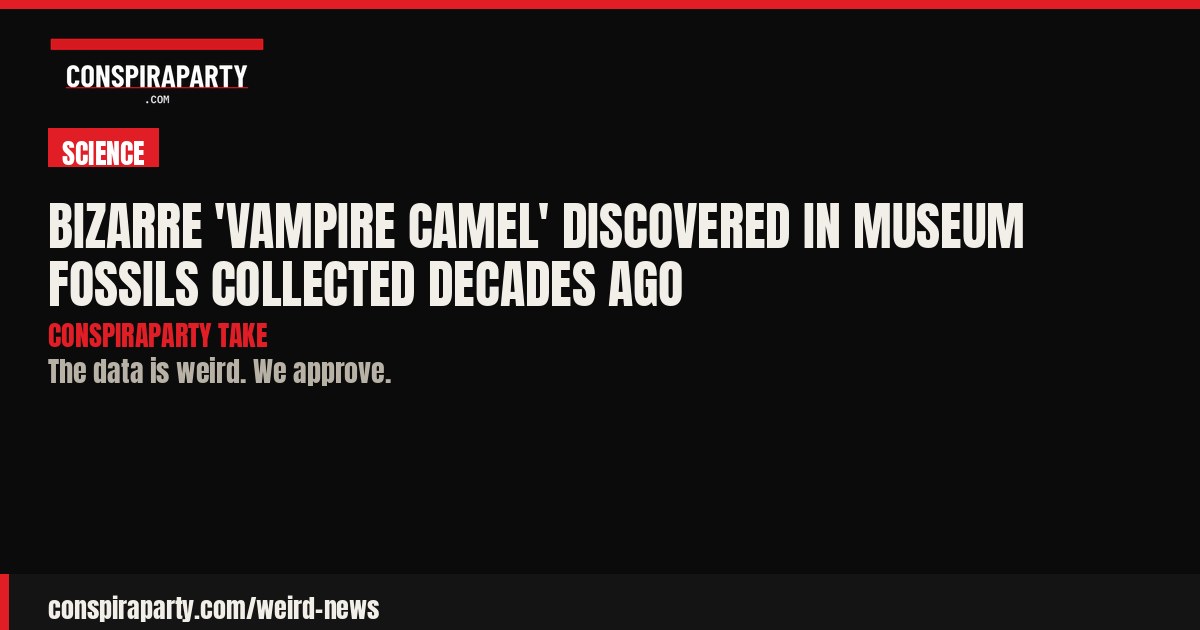 CONSPIRAPARTY
.COM
SCIENCE
BIZARRE 'VAMPIRE CAMEL' DISCOVERED IN MUSEUM
FOSSILS COLLECTED DECADES AGO
CONSPIRAPARTY TAKE
The data is weird. We approve.
conspiraparty.com/weird-news